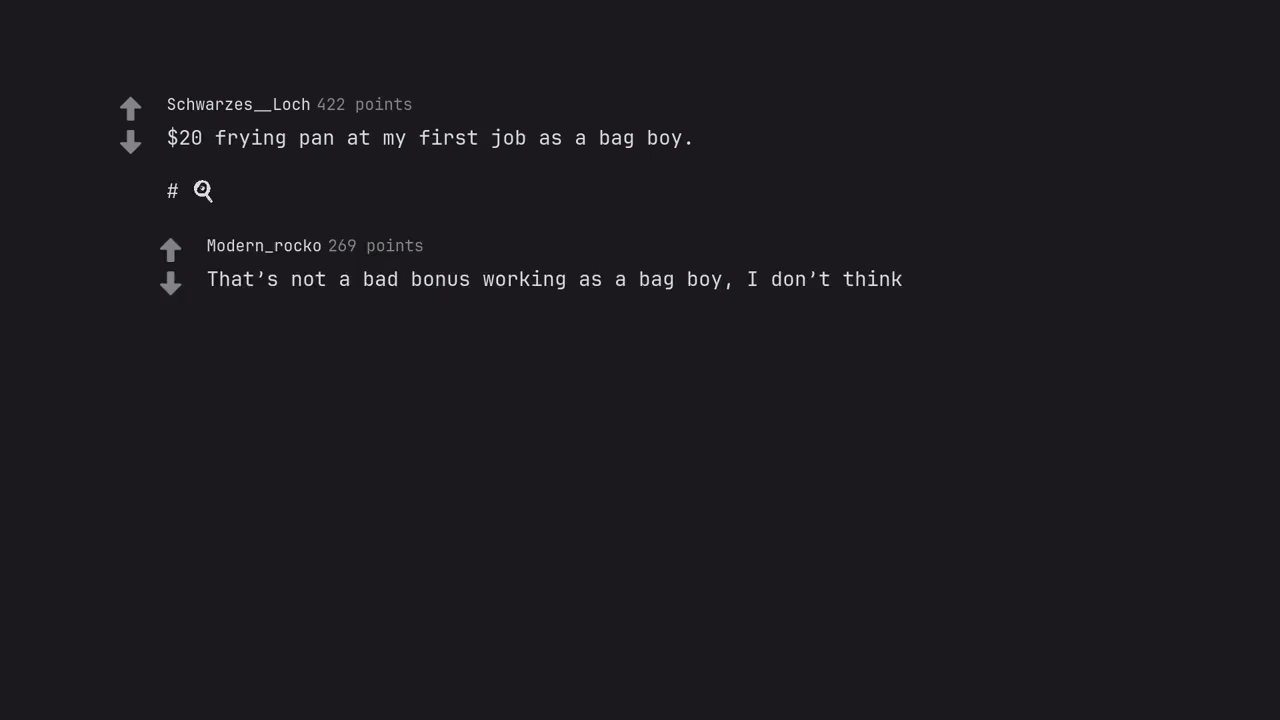 Schwarzes__Loch 422 points
$20 frying pan at my first job as a bag boy.
# 🍳
Modern_rocko 269 points
That’s not a bad bonus working as a bag boy, I don’t think